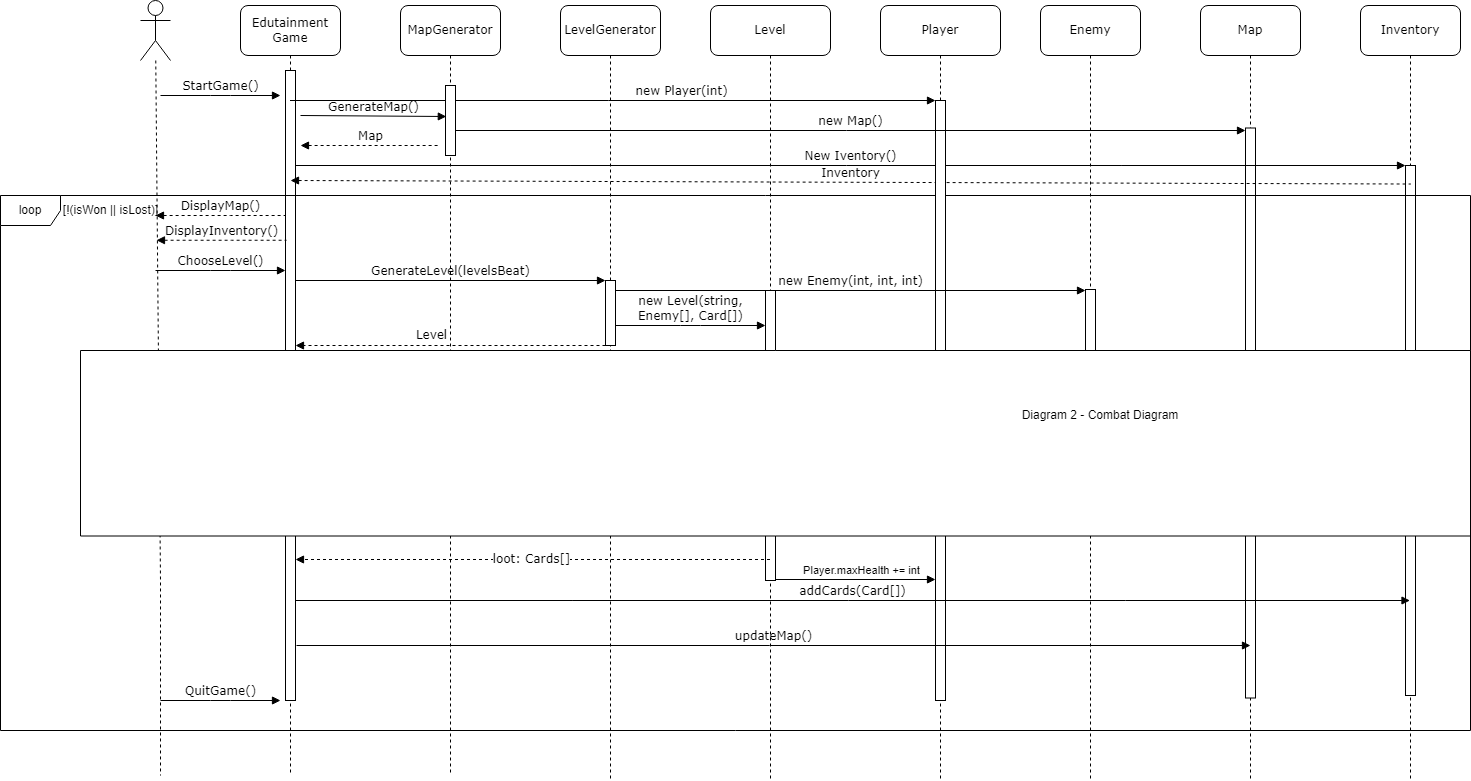 Edutainment
Game
MapGenerator
LevelGenerator
Level
Player
Enemy
Map
Inventory
StartGame()
new Player(int)
GenerateMap()
new Map()
Map
New Iventory()
Inventory
loop
[!(isWon || isLost)]
DisplayMap()
DisplayInventory()
ChooseLevel()
GenerateLevel(levelsBeat)
new Enemy(int, int, int)
new Level(string,
Enemy[], Card[])
Level
Diagram 2 - Combat Diagram
loot: Cards[]
Player.maxHealth += int
addCards(Card[])
updateMap()
QuitGame()